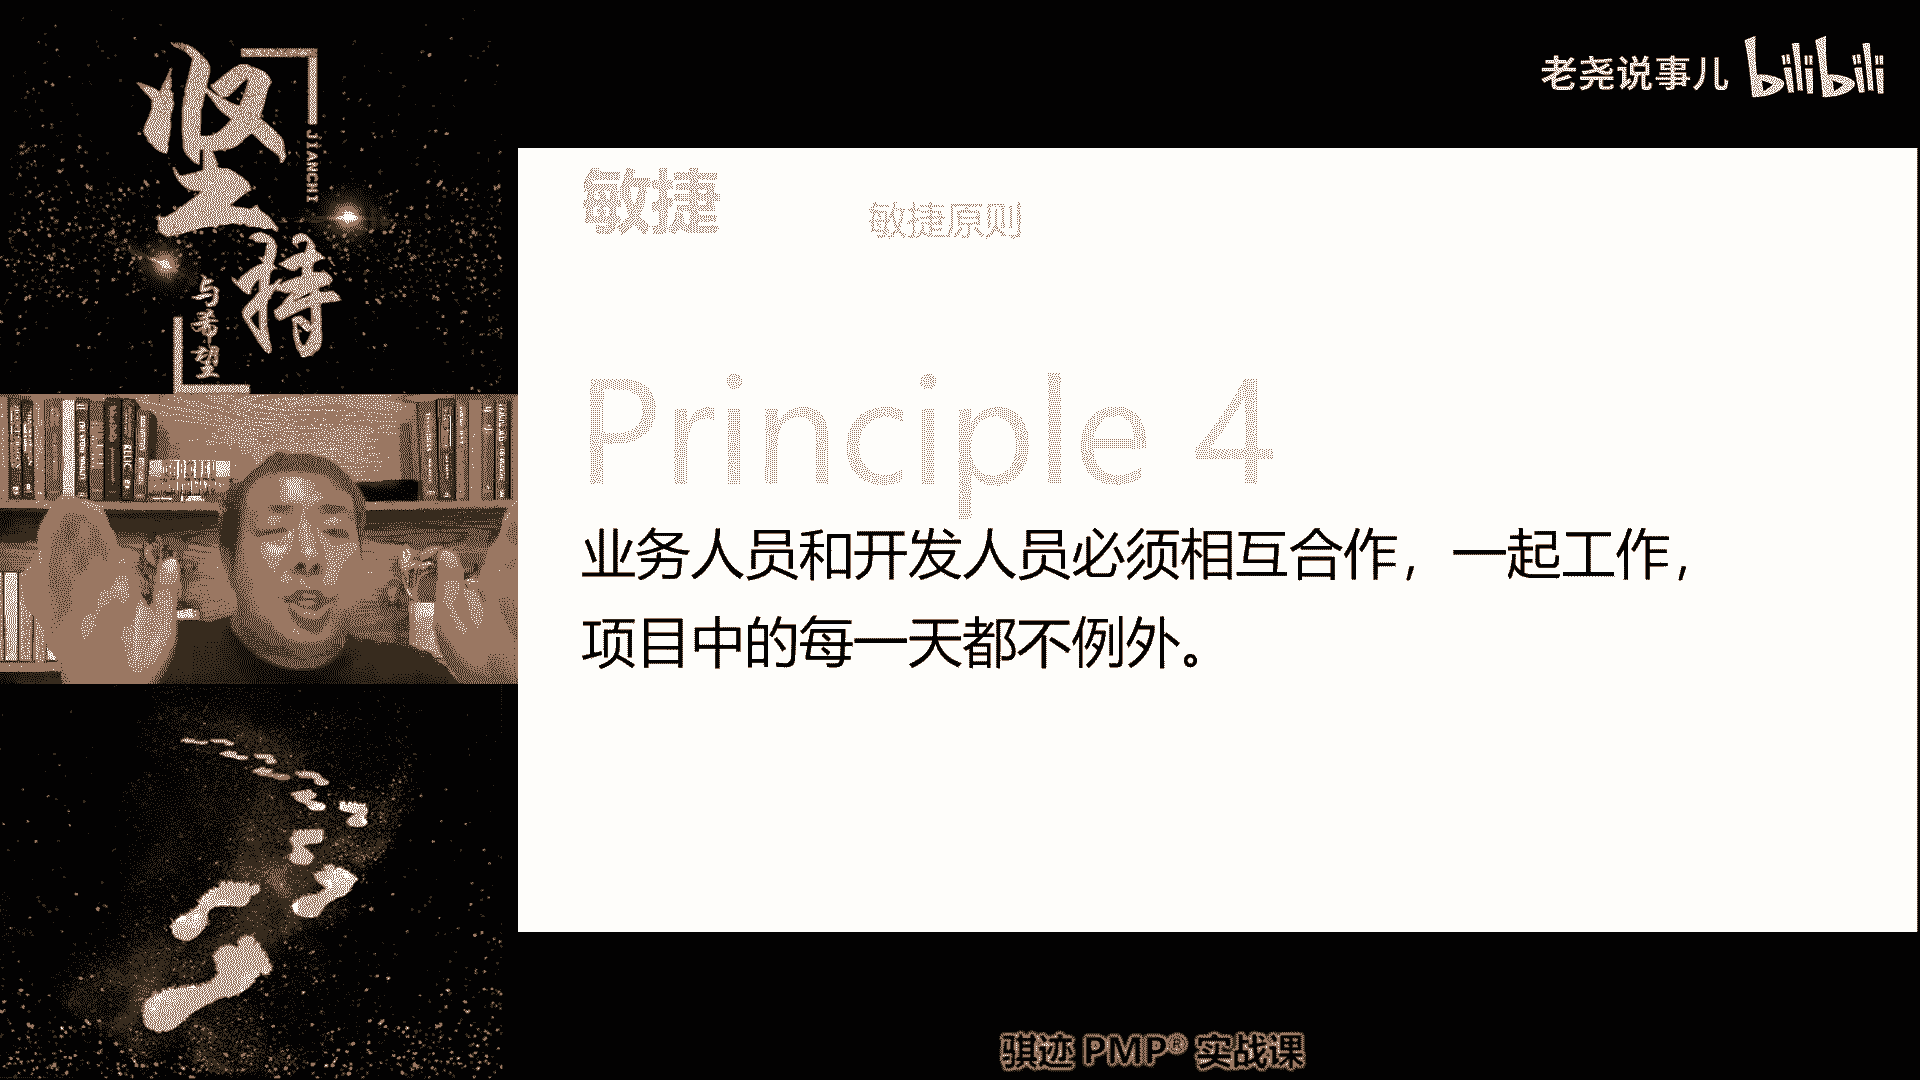 坚持
JIANCHI
与希望
老尧说事儿 bilibili
敏捷
敏捷原则
Principle 4
业务人员和开发人员必须相互合作，一起工作，
项目中的每一天都不例外。
骐迹 PMP® 实战课